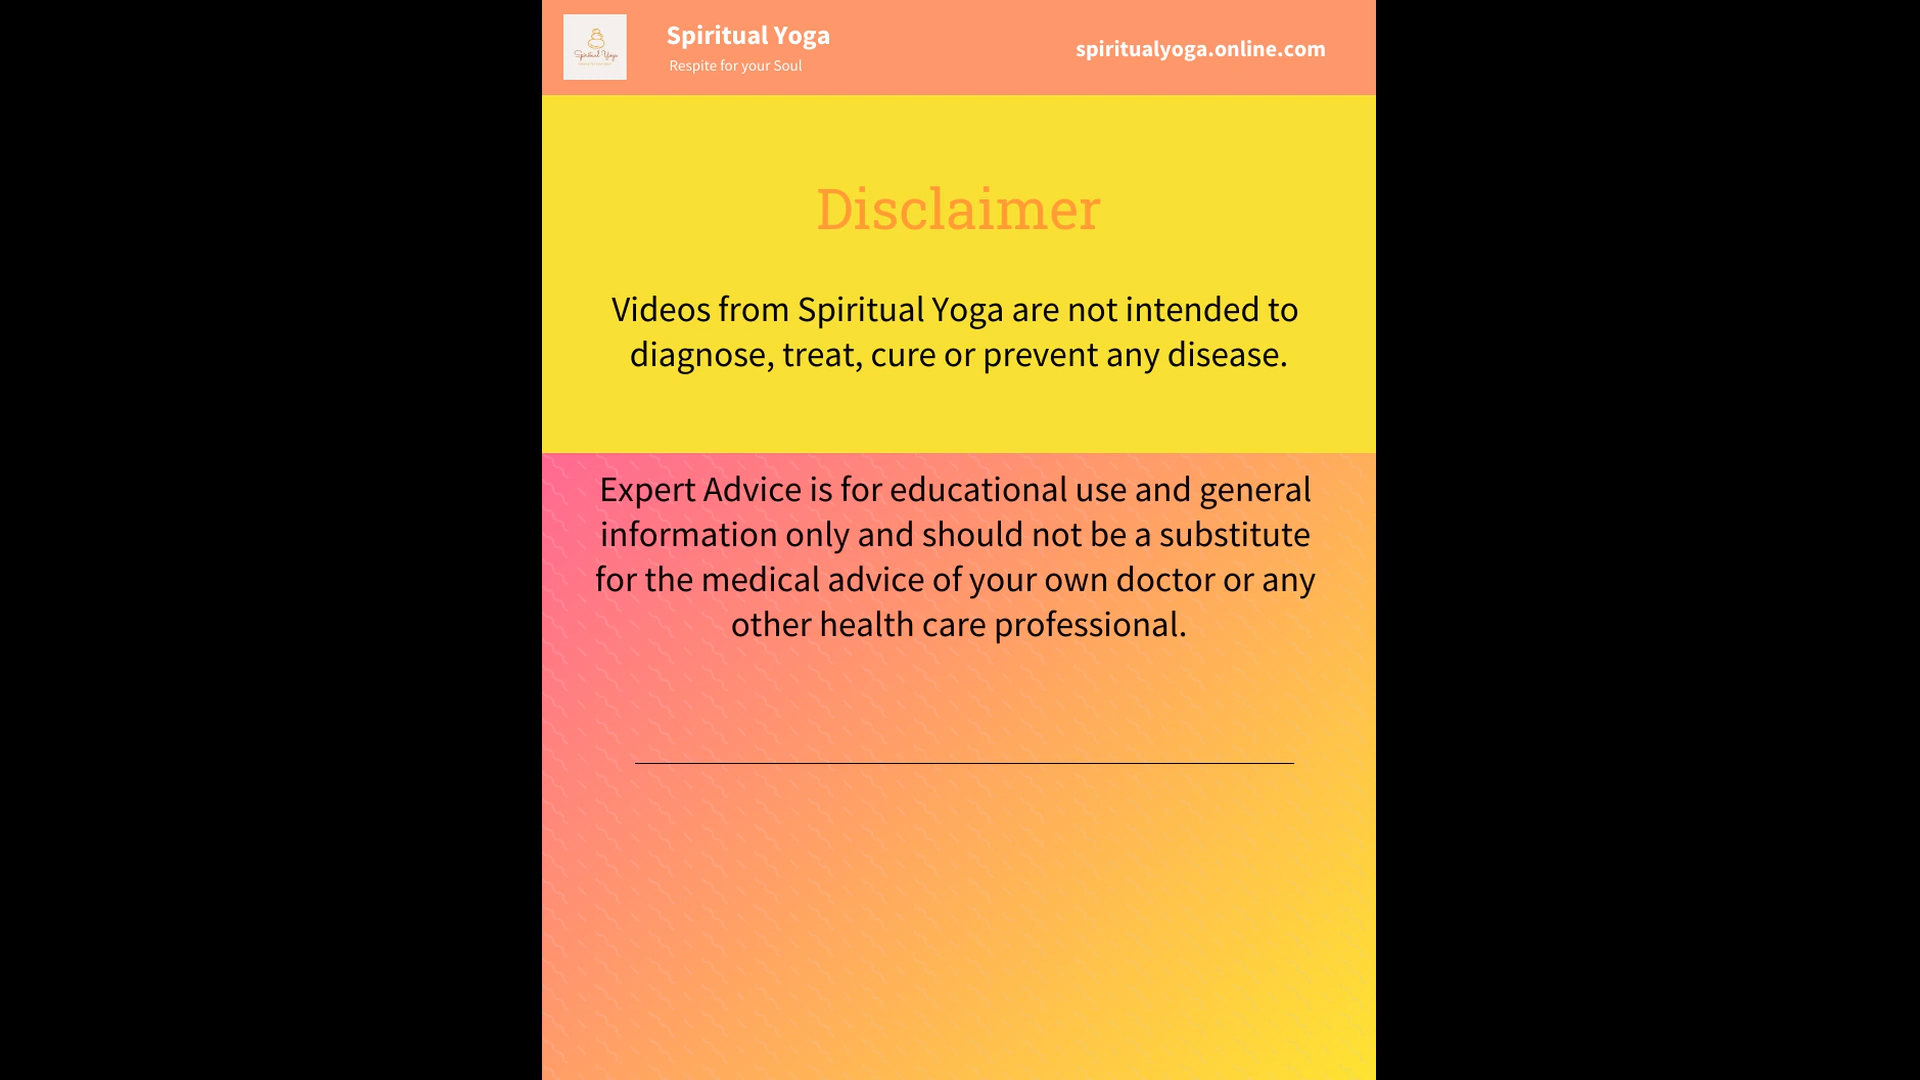 Spiritual Yoga
Spiritual Yoga
Respite for your Soul
spiritualyoga.online.com
Disclaimer
Videos from Spiritual Yoga are not intended to
diagnose, treat, cure or prevent any disease.
Expert Advice is for educational use and general
information only and should not be a substitute
for the medical advice of your own doctor or any
other health care professional.